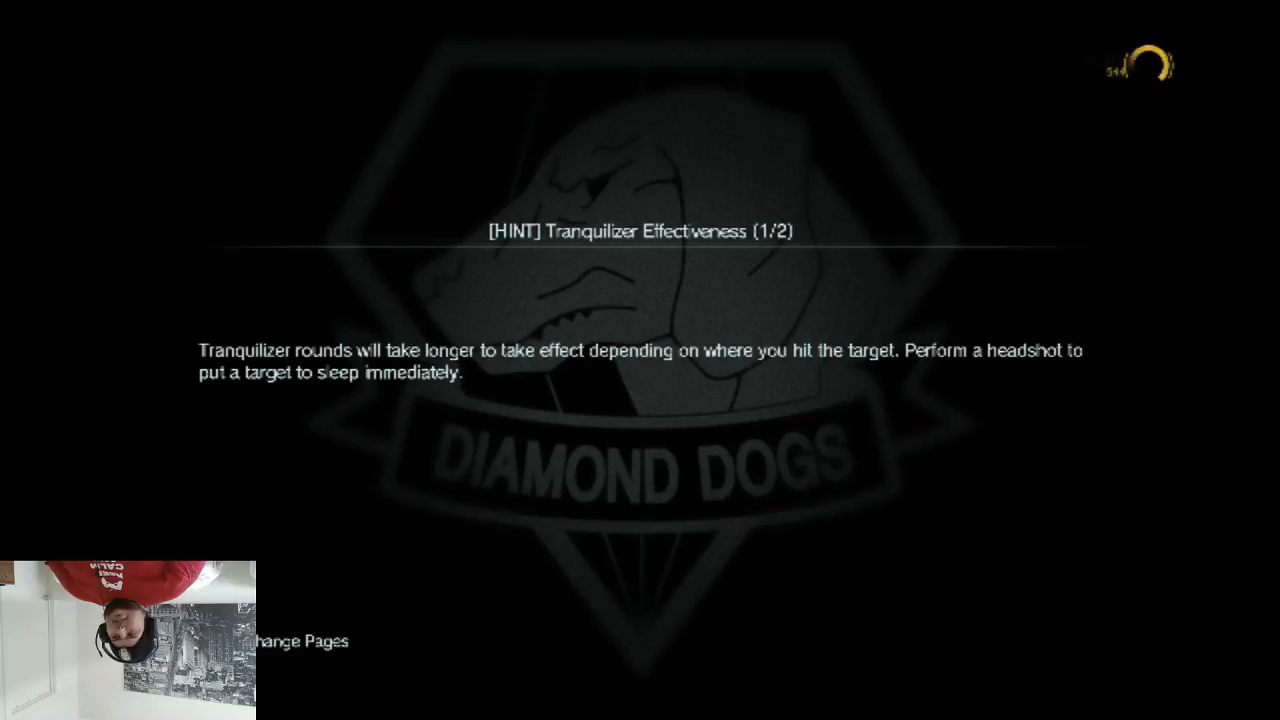 [HINT] Tranquilizer Effectiveness (1/2)
Tranquilizer rounds will take longer to take effect depending on where you hit the target. Perform a headshot to
put a target to sleep immediately.
DIAMOND DOGS
hange Pages